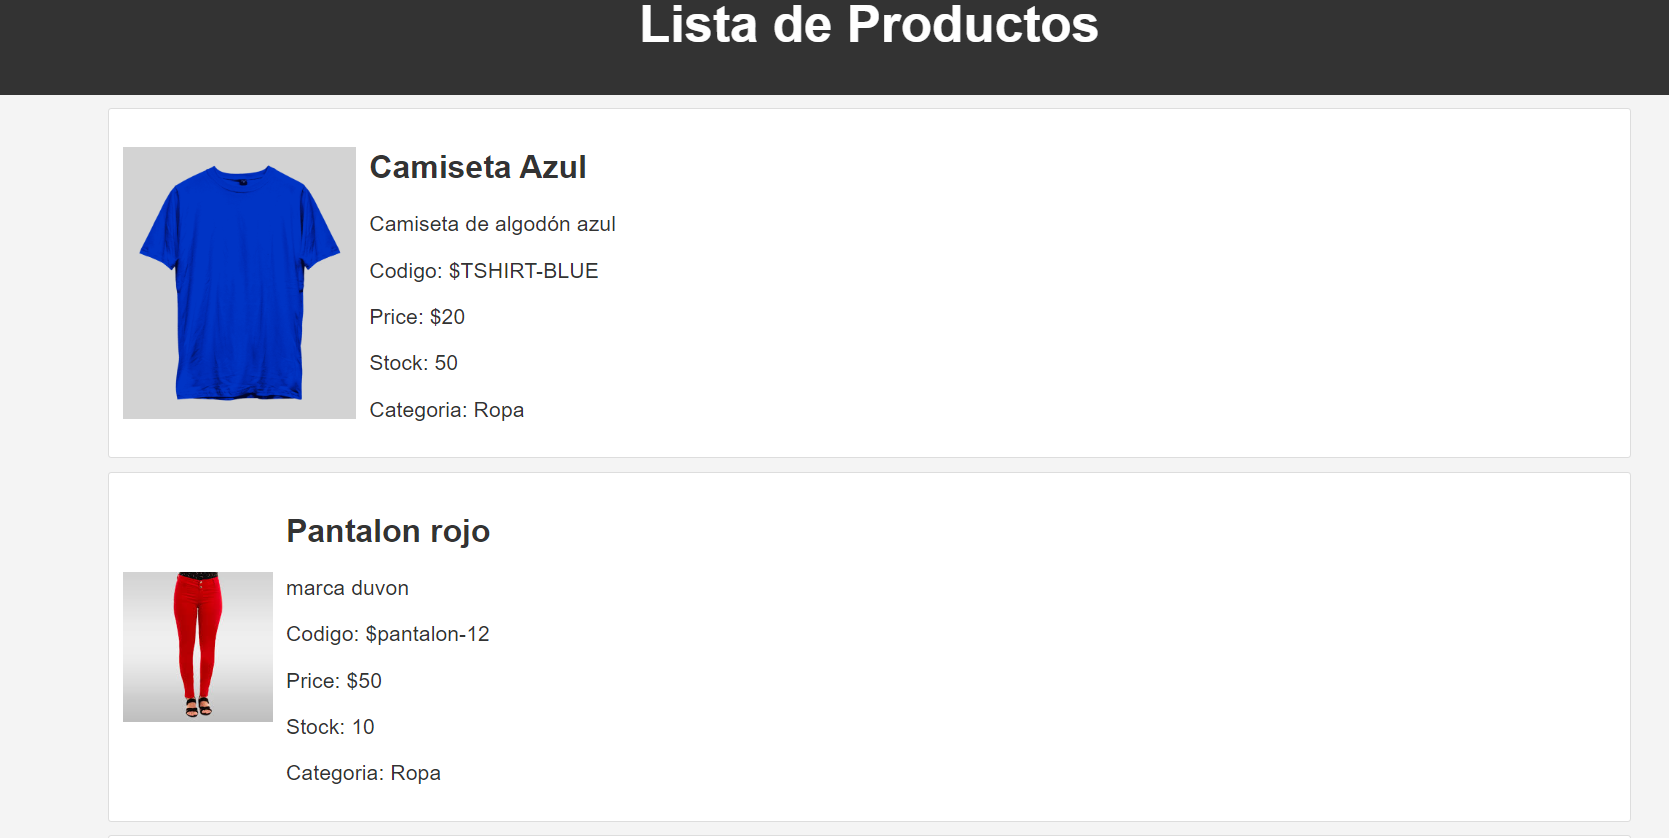 Lista de Productos
Camiseta Azul
Camiseta de algodón azul
Codigo: $TSHIRT-BLUE
Price: $20
Stock: 50
Categoria: Ropa
Pantalon rojo
marca duvon
Codigo: $pantalon-12
Price: $50
Stock: 10
Categoria: Ropa